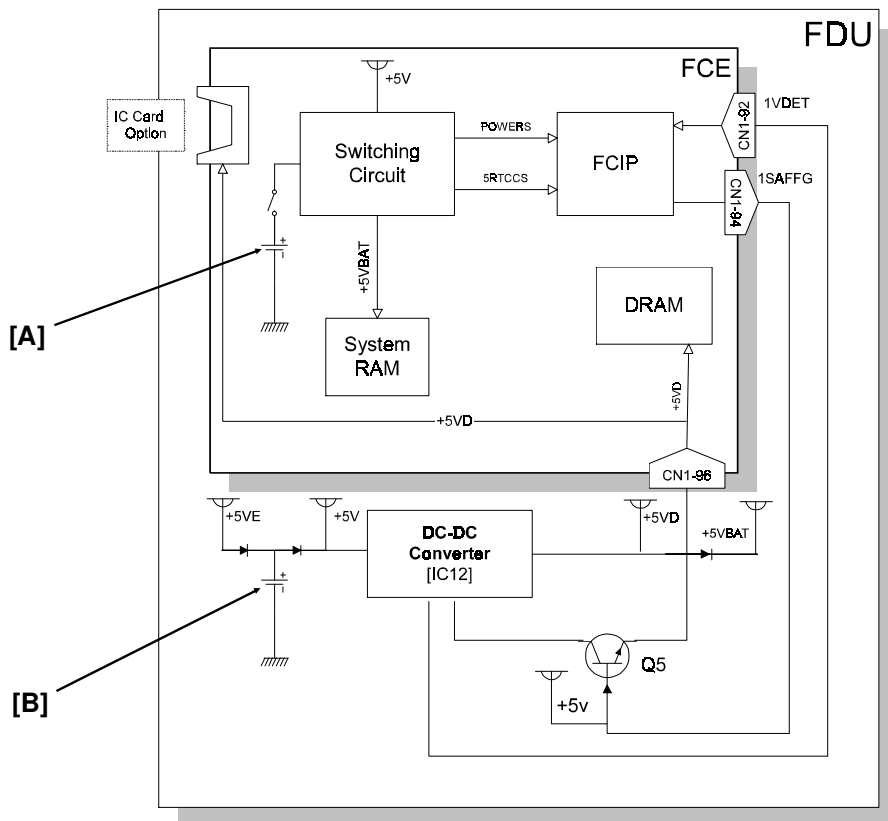 FDU
FCE
+5V
IC Card
Option
Switching
Circuit
POWERS
5RTCCS
FCIP
CN1-92
1VDET
CN1-94
1SAFFG
+5VBAT
[A]
System
RAM
DRAM
+5VD
+5VD
CN1-96
+5VE
+5V
DC-DC
Converter
[IC12]
+5VD
+5VBAT
Q5
+5v
[B]